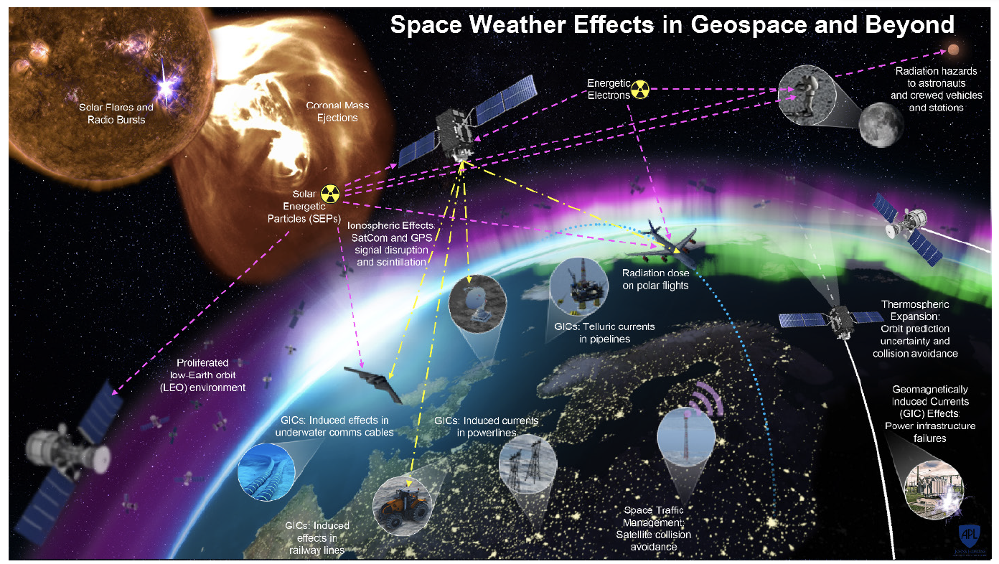 Space Weather Effects in Geospace and Beyond
Solar Flares and
Radio Bursts
Coronal Mass
Ejections
Energetic
Electrons
Radiation hazards
to astronauts
and crewed vehicles
and stations
Solar
Energetic
Particles (SEPs)
Ionospheric Effects:
SatCom and GPS
signal disruption
and scintillation
Radiation dose
on polar flights
GICs: Telluric currents
in pipelines
Thermospheric
Expansion:
Orbit prediction
uncertainty and
collision avoidance
Proliferated
low-Earth orbit
(LEO) environment
Geomagnetically
Induced Currents
(GIC) Effects:
Power infrastructure
failures
GICs: Induced effects in
underwater comms cables
GICs: Induced currents
in powerlines
GICs: Induced
effects in
railway lines
Space Traffic
Management:
Satellite collision
avoidance
APL
JOHNS HOPKINS